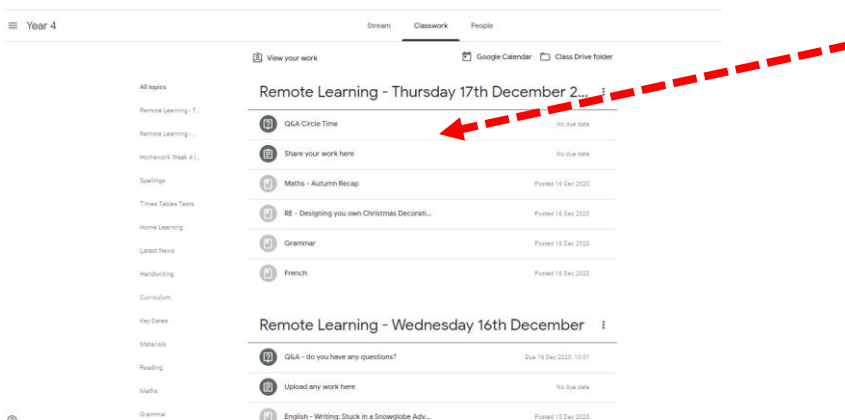 Year 4
Stream Classwork People
View your work Google Calendar Class Drive folder
All topics
Remote Learning - T...
Remote Learning - ...
Homework Week 4 (...
Spellings
Times Tables Tests
Home Learning
Latest News
Handwriting
Curriculum
Key Dates
Materials
Reading
Maths
Grammar
Remote Learning - Thursday 17th December 2...
Q&A Circle Time No due date
Share your work here No due date
Maths - Autumn Recap Posted 16 Dec 2020
RE - Designing you own Christmas Decorati... Posted 16 Dec 2020
Grammar Posted 16 Dec 2020
French Posted 16 Dec 2020
Remote Learning - Wednesday 16th December
Q&A - do you have any questions? Due 16 Dec 2020, 10:01
Upload any work here No due date
English - Writing: Stuck in a Snowglobe Adv... Posted 15 Dec 2020